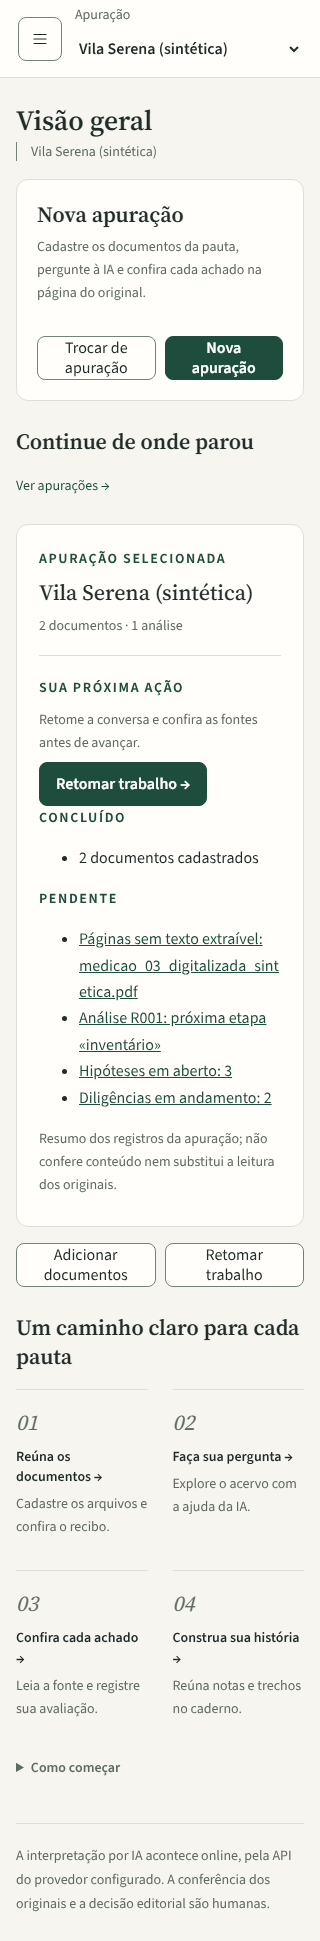 Apuração
Vila Serena (sintética)
Visão geral
Vila Serena (sintética)
Nova apuração
Cadastre os documentos da pauta,
pergunte à IA e confira cada achado na
página do original.
Trocar de
apuração
Nova
apuração
Continue de onde parou
Ver apurações →
APURAÇÃO SELECIONADA
Vila Serena (sintética)
2 documentos · 1 análise
SUA PRÓXIMA AÇÃO
Retome a conversa e confira as fontes
antes de avançar.
Retomar trabalho →
CONCLUÍDO
• 2 documentos cadastrados
PENDENTE
• Páginas sem texto extraível:
medicao_03_digitalizada_sint
etica.pdf
• Análise R001: próxima etapa
«inventário»
• Hipóteses em aberto: 3
• Diligências em andamento: 2
Resumo dos registros da apuração; não
confere conteúdo nem substitui a leitura
dos originais.
Adicionar
documentos
Retomar
trabalho
Um caminho claro para cada
pauta
01
Reúna os
documentos →
Cadastre os arquivos e
confira o recibo.
02
Faça sua pergunta →
Explore o acervo com
a ajuda da IA.
03
Confira cada achado
→
Leia a fonte e registre
sua avaliação.
04
Construa sua história
→
Reúna notas e trechos
no caderno.
▶ Como começar
A interpretação por IA acontece online, pela API
do provedor configurado. A conferência dos
originais e a decisão editorial são humanas.